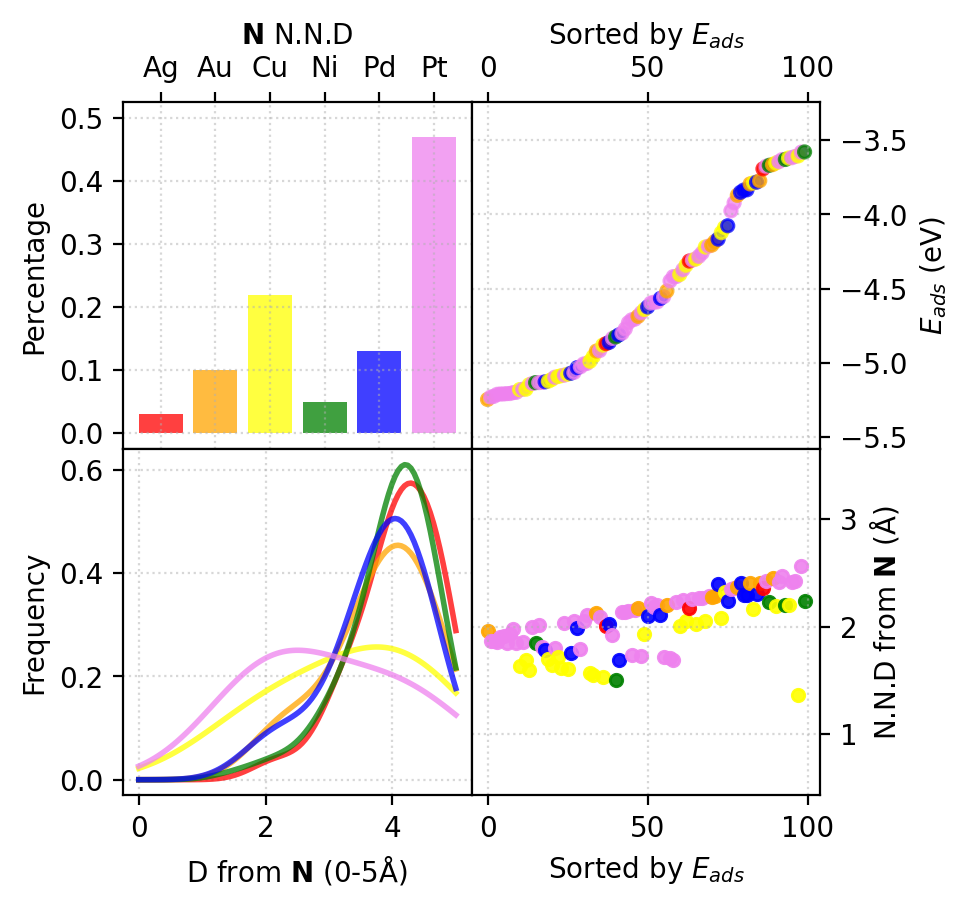 N N.N.D
Ag Au Cu Ni Pd Pt
Sorted by E_ads
0 50 100
0.5
0.4
0.3
0.2
0.1
0.0
Percentage
−3.5
−4.0
−4.5
−5.0
−5.5
E_ads (eV)
0.6
0.4
0.2
0.0
Frequency
3
2
1
N.N.D from N (Å)
0 2 4
D from N (0-5Å)
0 50 100
Sorted by E_ads